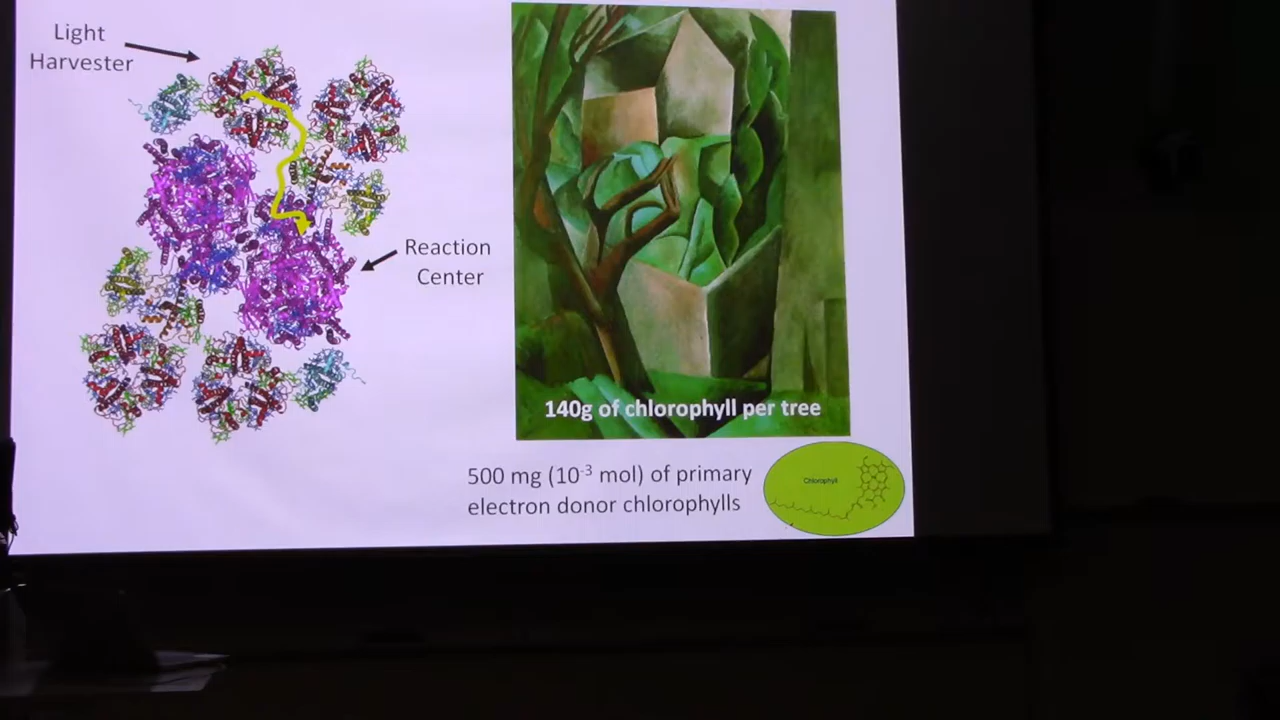 Light
Harvester
Reaction
Center
140g of chlorophyll per tree
500 mg (10⁻³ mol) of primary
electron donor chlorophylls
Chlorophyll